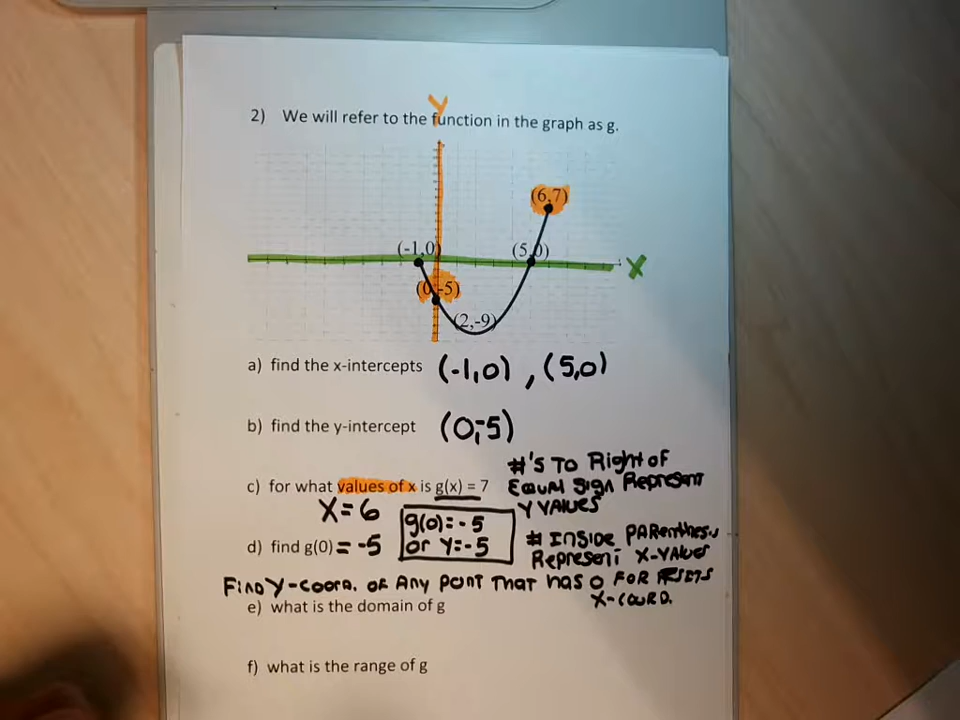 2) We will refer to the function in the graph as g.
Y
(6,7)
(-1,0)
(5,0)
X
(0,-5)
(2,-9)
a) find the x-intercepts (-1,0) , (5,0)
b) find the y-intercept (0,-5)
#'s To Right of
c) for what values of x is g(x) = 7 Equal Sign Represent
X=6 Y VALUES
g(0)=-5
or Y=-5
# Inside PARenthesis
d) find g(0) = -5 Represent X-VALUES
Find Y-coord. of Any point THAT has 0 FOR ITS
X-COORD.
e) what is the domain of g
f) what is the range of g